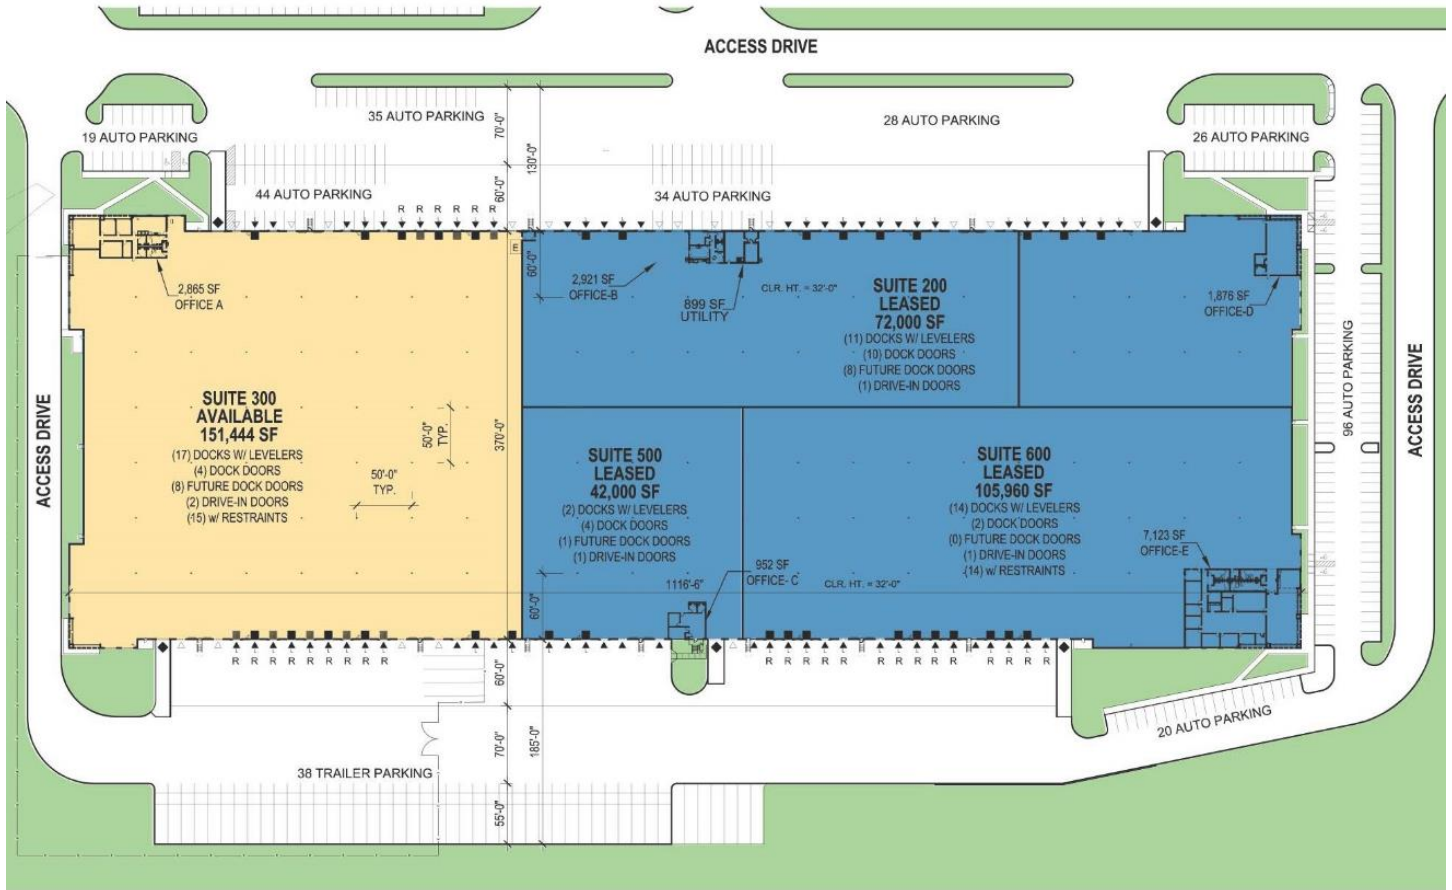 ACCESS DRIVE
35 AUTO PARKING
28 AUTO PARKING
19 AUTO PARKING
26 AUTO PARKING
70'-0"
130'-0"
44 AUTO PARKING
34 AUTO PARKING
60'-0"
R R R R R R
E
2,865 SF
OFFICE A
60'-0"
2,921 SF
OFFICE-B
899 SF
UTILITY
CLR. HT. = 32'-0"
SUITE 200
LEASED
72,000 SF
(11) DOCKS W/ LEVELERS
(10) DOCK DOORS
(8) FUTURE DOCK DOORS
(1) DRIVE-IN DOORS
1,876 SF
OFFICE-D
96 AUTO PARKING
ACCESS DRIVE
ACCESS DRIVE
SUITE 300
AVAILABLE
151,444 SF
(17) DOCKS W/ LEVELERS
(4) DOCK DOORS
(8) FUTURE DOCK DOORS
(2) DRIVE-IN DOORS
(15) w/ RESTRAINTS
50'-0"
TYP.
50'-0"
TYP.
370'-0"
SUITE 500
LEASED
42,000 SF
(2) DOCKS W/ LEVELERS
(4) DOCK DOORS
(1) FUTURE DOCK DOORS
(1) DRIVE-IN DOORS
SUITE 600
LEASED
105,960 SF
(14) DOCKS W/ LEVELERS
(2) DOCK DOORS
(0) FUTURE DOCK DOORS
(1) DRIVE-IN DOORS
(14) w/ RESTRAINTS
7,123 SF
OFFICE-E
952 SF
OFFICE- C
1116'-6"
CLR. HT. = 32'-0"
60'-0"
R R R R R R R R R
R R R R R R R R R R R R R R
60'-0"
70'-0"
185'-0"
55'-0"
38 TRAILER PARKING
20 AUTO PARKING